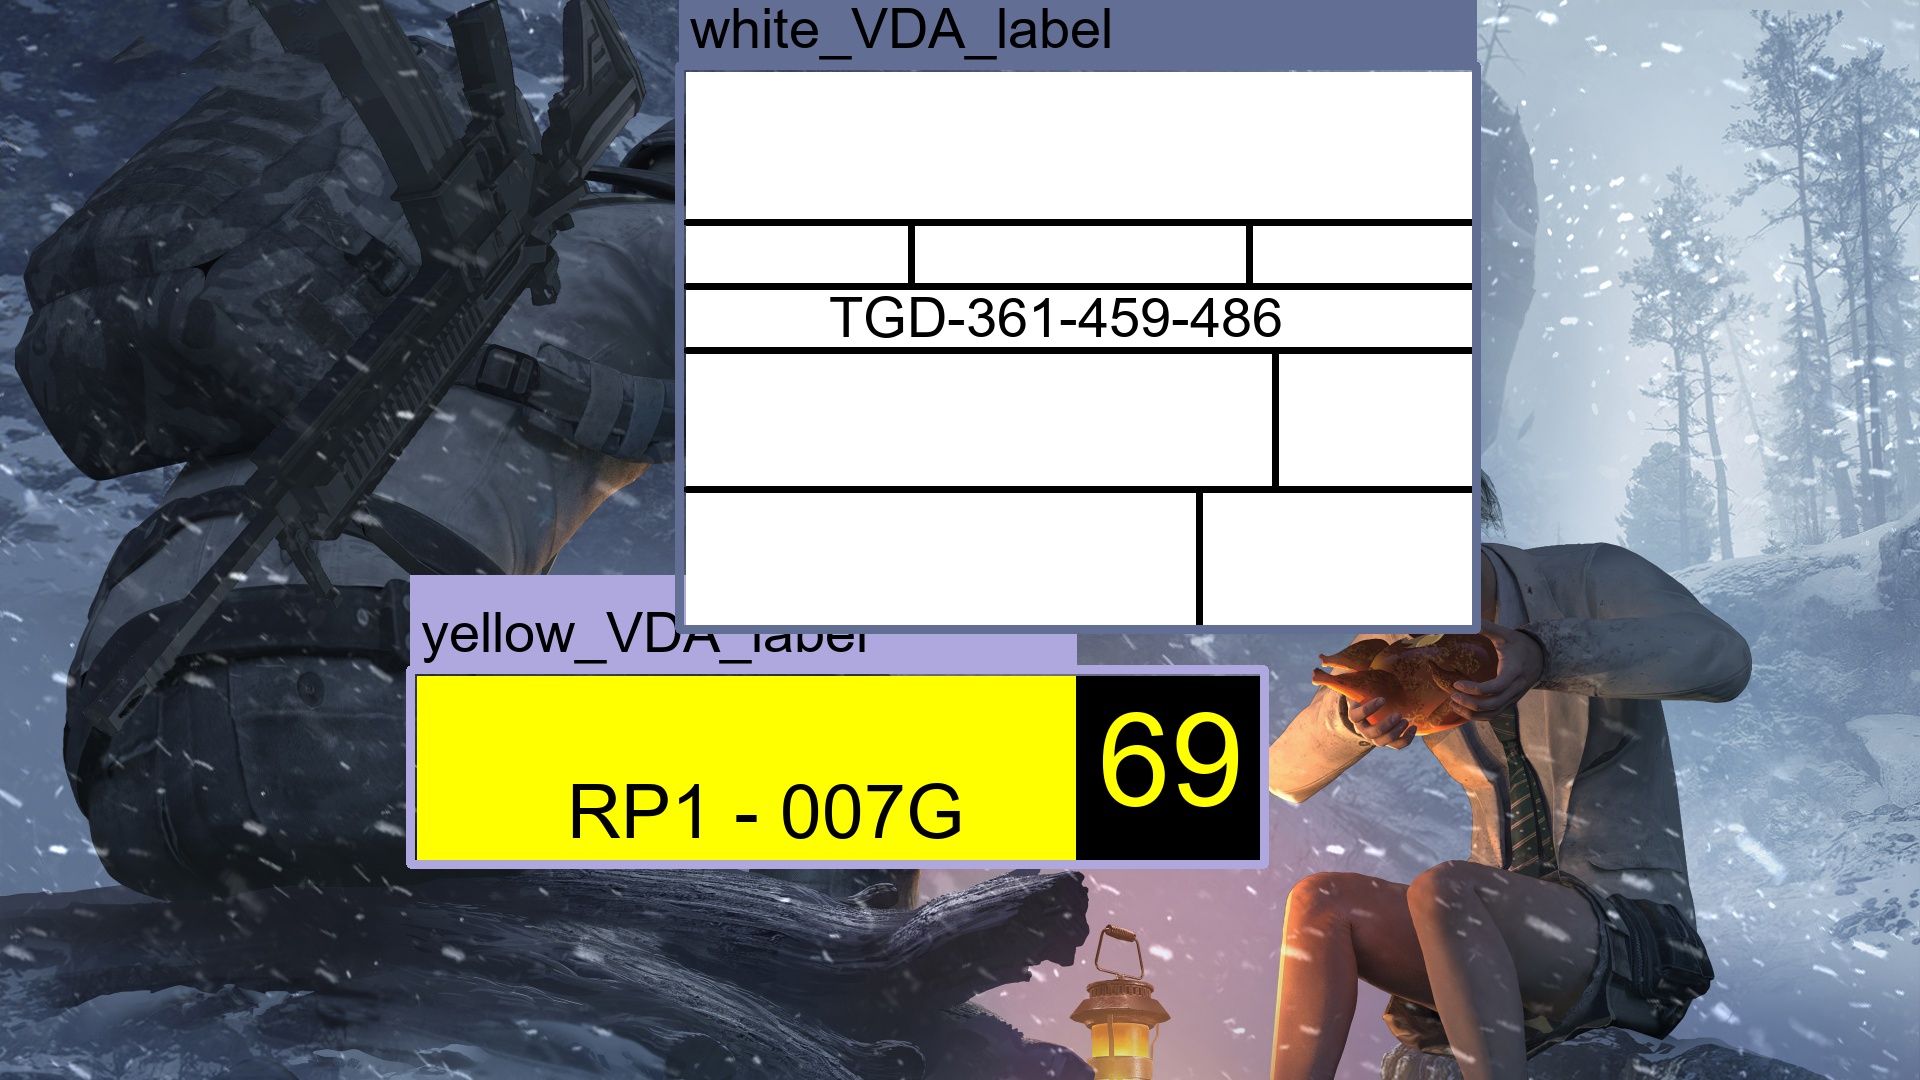 white_VDA_label
TGD-361-459-486
yellow_VDA_label
RP1 - 007G
69